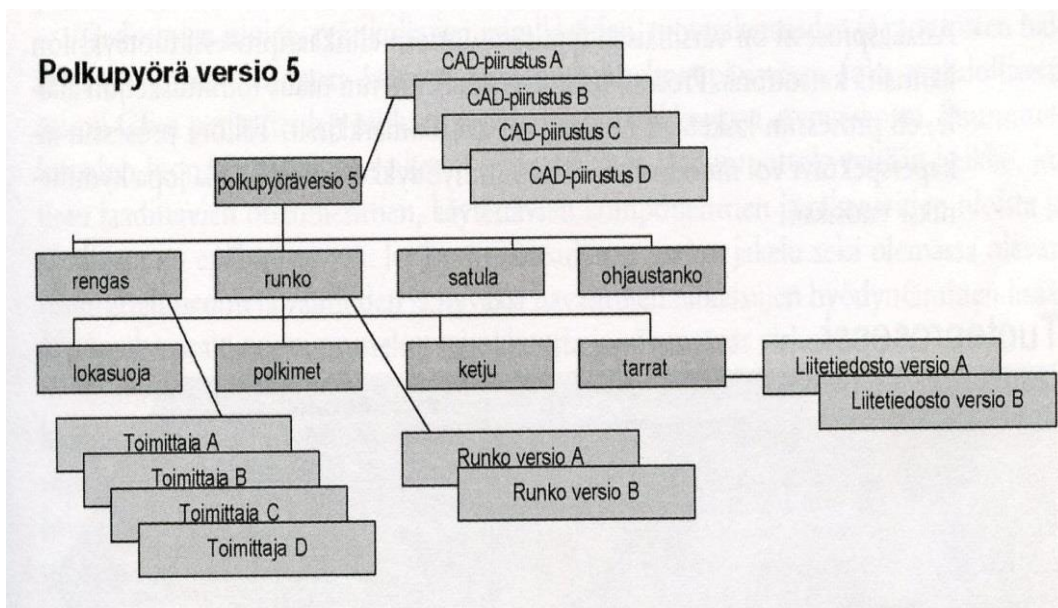 Polkupyörä versio 5
CAD-piirustus A
CAD-piirustus B
CAD-piirustus C
CAD-piirustus D
polkupyöräversio 5
rengas
runko
satula
ohjaustanko
lokasuoja
polkimet
ketju
tarrat
Liitetiedosto versio A
Liitetiedosto versio B
Toimittaja A
Toimittaja B
Toimittaja C
Toimittaja D
Runko versio A
Runko versio B